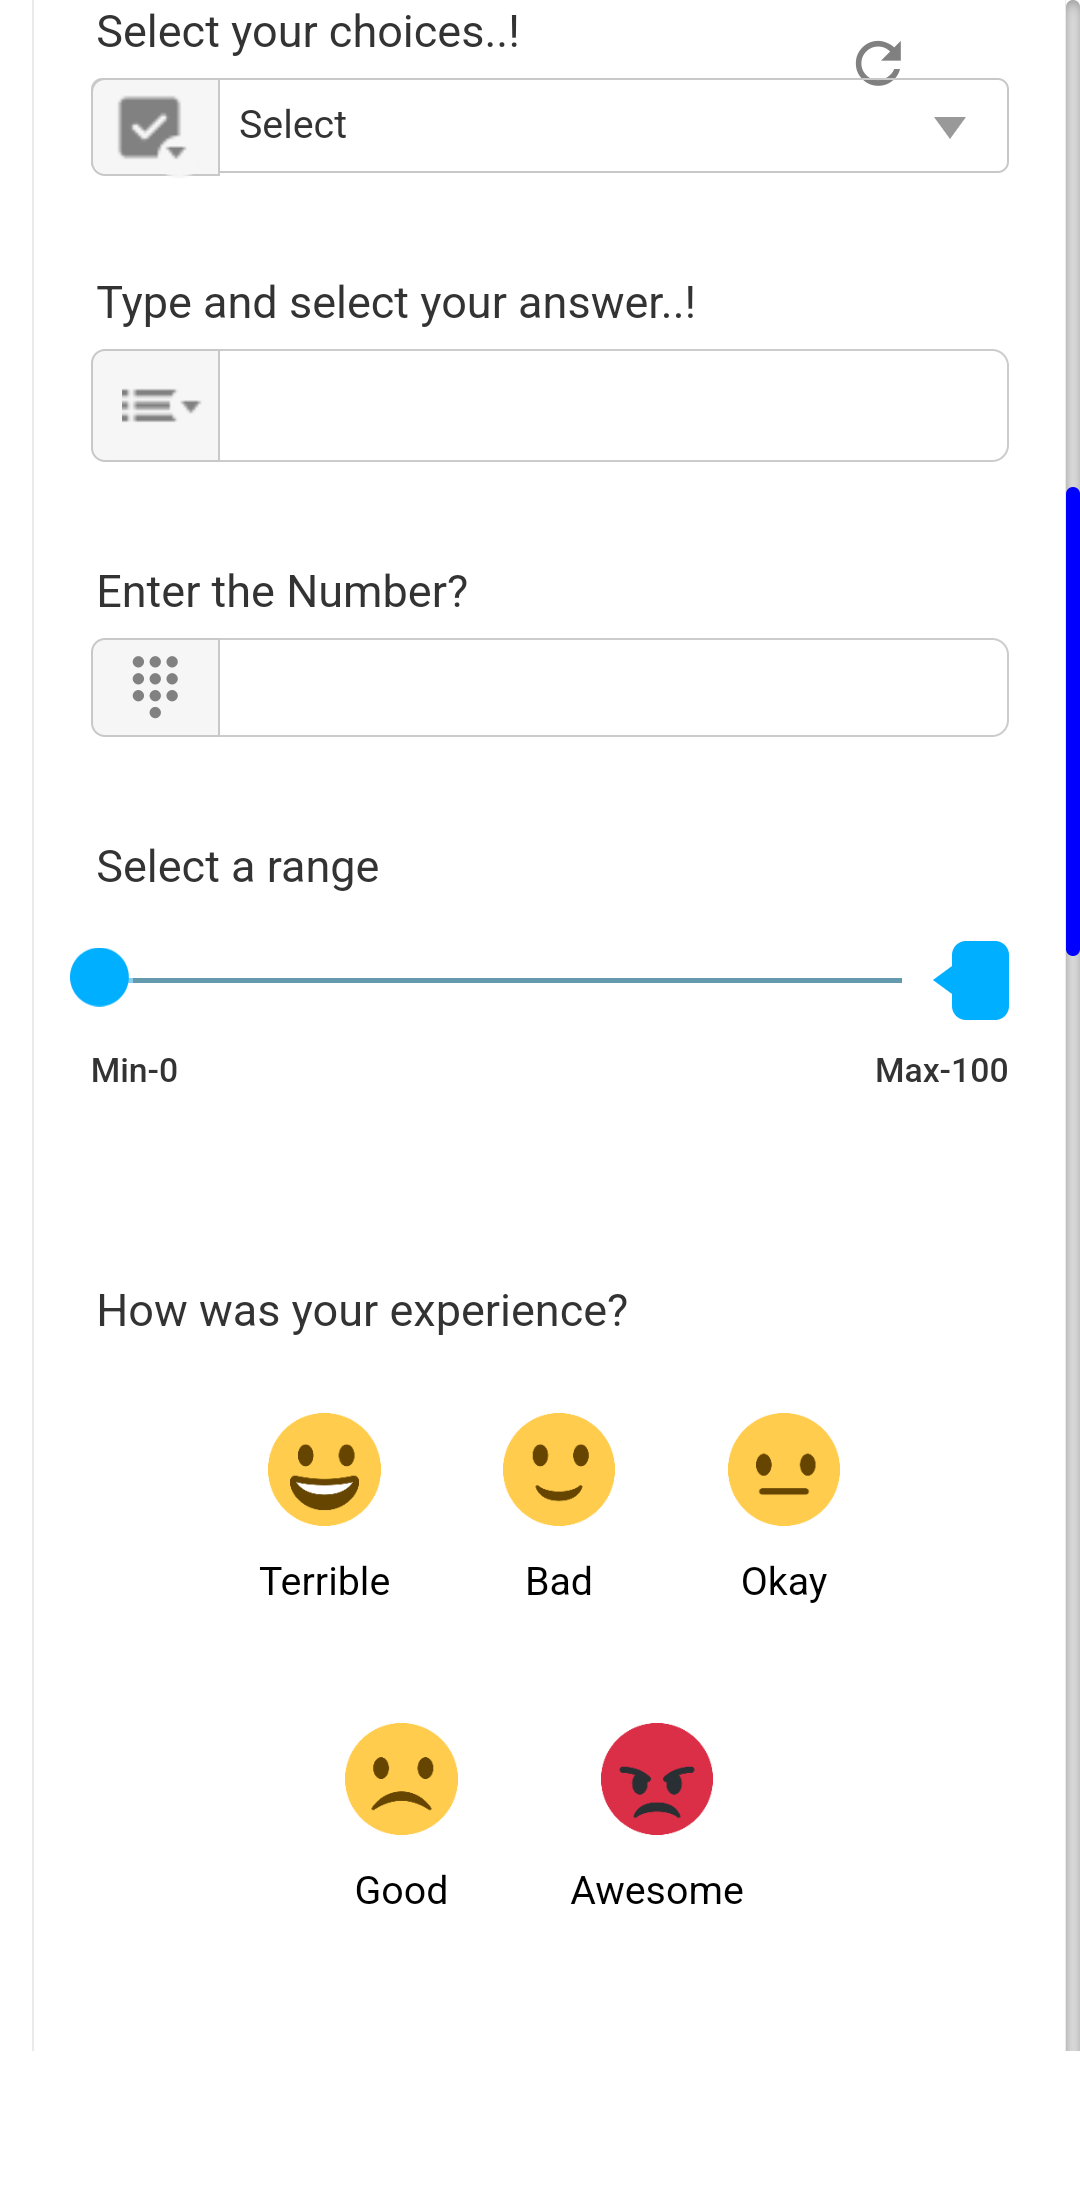 Select your choices..!
Select
Type and select your answer..!
Enter the Number?
Select a range
Min-0 Max-100
How was your experience?
Terrible Bad Okay
Good Awesome